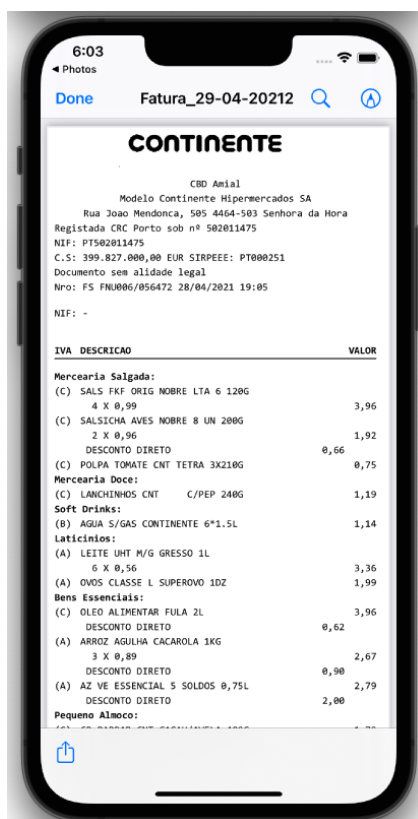 6:03
◀ Photos
Done Fatura_29-04-20212
CONTINENTE
CBD Amial
Modelo Continente Hipermercados SA
Rua Joao Mendonca, 505 4464-503 Senhora da Hora
Registada CRC Porto sob nº 502011475
NIF: PT502011475
C.S: 399.827.000,00 EUR SIRPEEE: PT000251
Documento sem alidade legal
Nro: FS FNU006/056472 28/04/2021 19:05
NIF: -
IVA DESCRICAO VALOR
Mercearia Salgada:
(C) SALS FKF ORIG NOBRE LTA 6 120G
4 X 0,99 3,96
(C) SALSICHA AVES NOBRE 8 UN 200G
2 X 0,96 1,92
DESCONTO DIRETO 0,66
(C) POLPA TOMATE CNT TETRA 3X210G 0,75
Mercearia Doce:
(C) LANCHINHOS CNT C/PEP 240G 1,19
Soft Drinks:
(B) AGUA S/GAS CONTINENTE 6*1.5L 1,14
Laticinios:
(A) LEITE UHT M/G GRESSO 1L
6 X 0,56 3,36
(A) OVOS CLASSE L SUPEROVO 1DZ 1,99
Bens Essenciais:
(C) OLEO ALIMENTAR FULA 2L 3,96
DESCONTO DIRETO 0,62
(A) ARROZ AGULHA CACAROLA 1KG
3 X 0,89 2,67
DESCONTO DIRETO 0,90
(A) AZ VE ESSENCIAL 5 SOLDOS 0,75L 2,79
DESCONTO DIRETO 2,00
Pequeno Almoco: